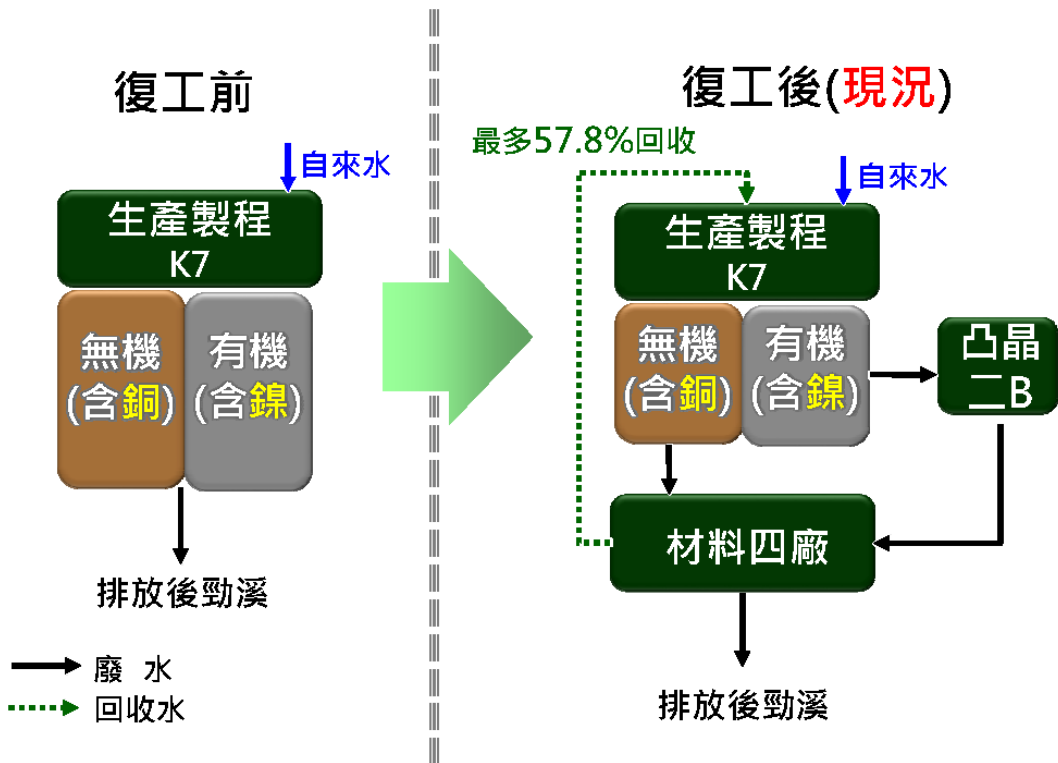 復工前
自來水
生產製程
K7
無機
(含銅)
有機
(含鎳)
排放後勁溪
廢 水
回收水
復工後(現況)
最多57.8%回收
自來水
生產製程
K7
無機
(含銅)
有機
(含鎳)
凸晶
二B
材料四廠
排放後勁溪